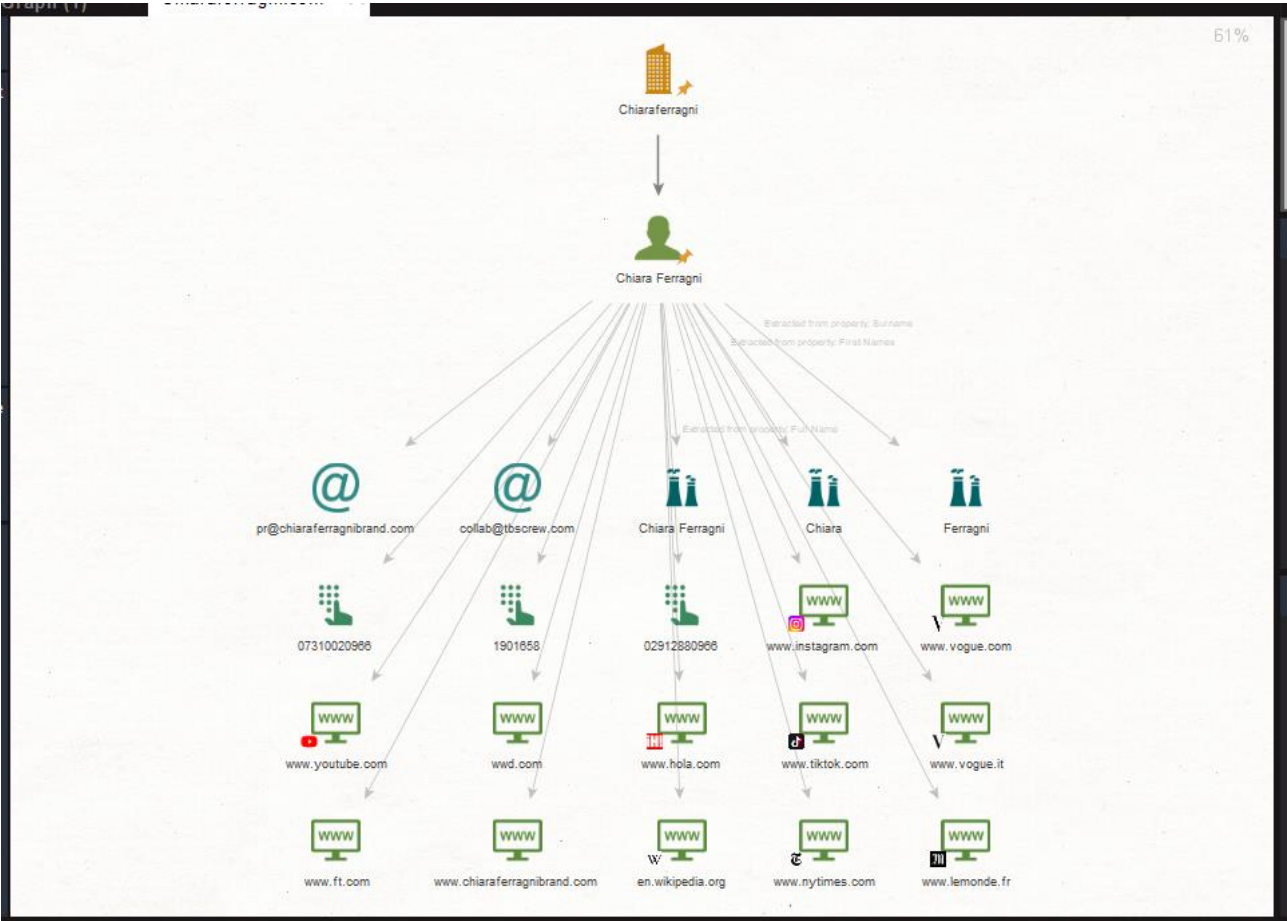 Graph (1)
61%
Chiaraferragni
Chiara Ferragni
Extracted from property: Surname
Extracted from property: First Names
Extracted from property: Full Name
pr@chiaraferragnibrand.com
collab@tbscrew.com
Chiara Ferragni
Chiara
Ferragni
07310020966
1901658
02912880966
www.instagram.com
www.vogue.com
www.youtube.com
wwd.com
www.hola.com
www.tiktok.com
www.vogue.it
www.ft.com
www.chiaraferragnibrand.com
en.wikipedia.org
www.nytimes.com
www.lemonde.fr